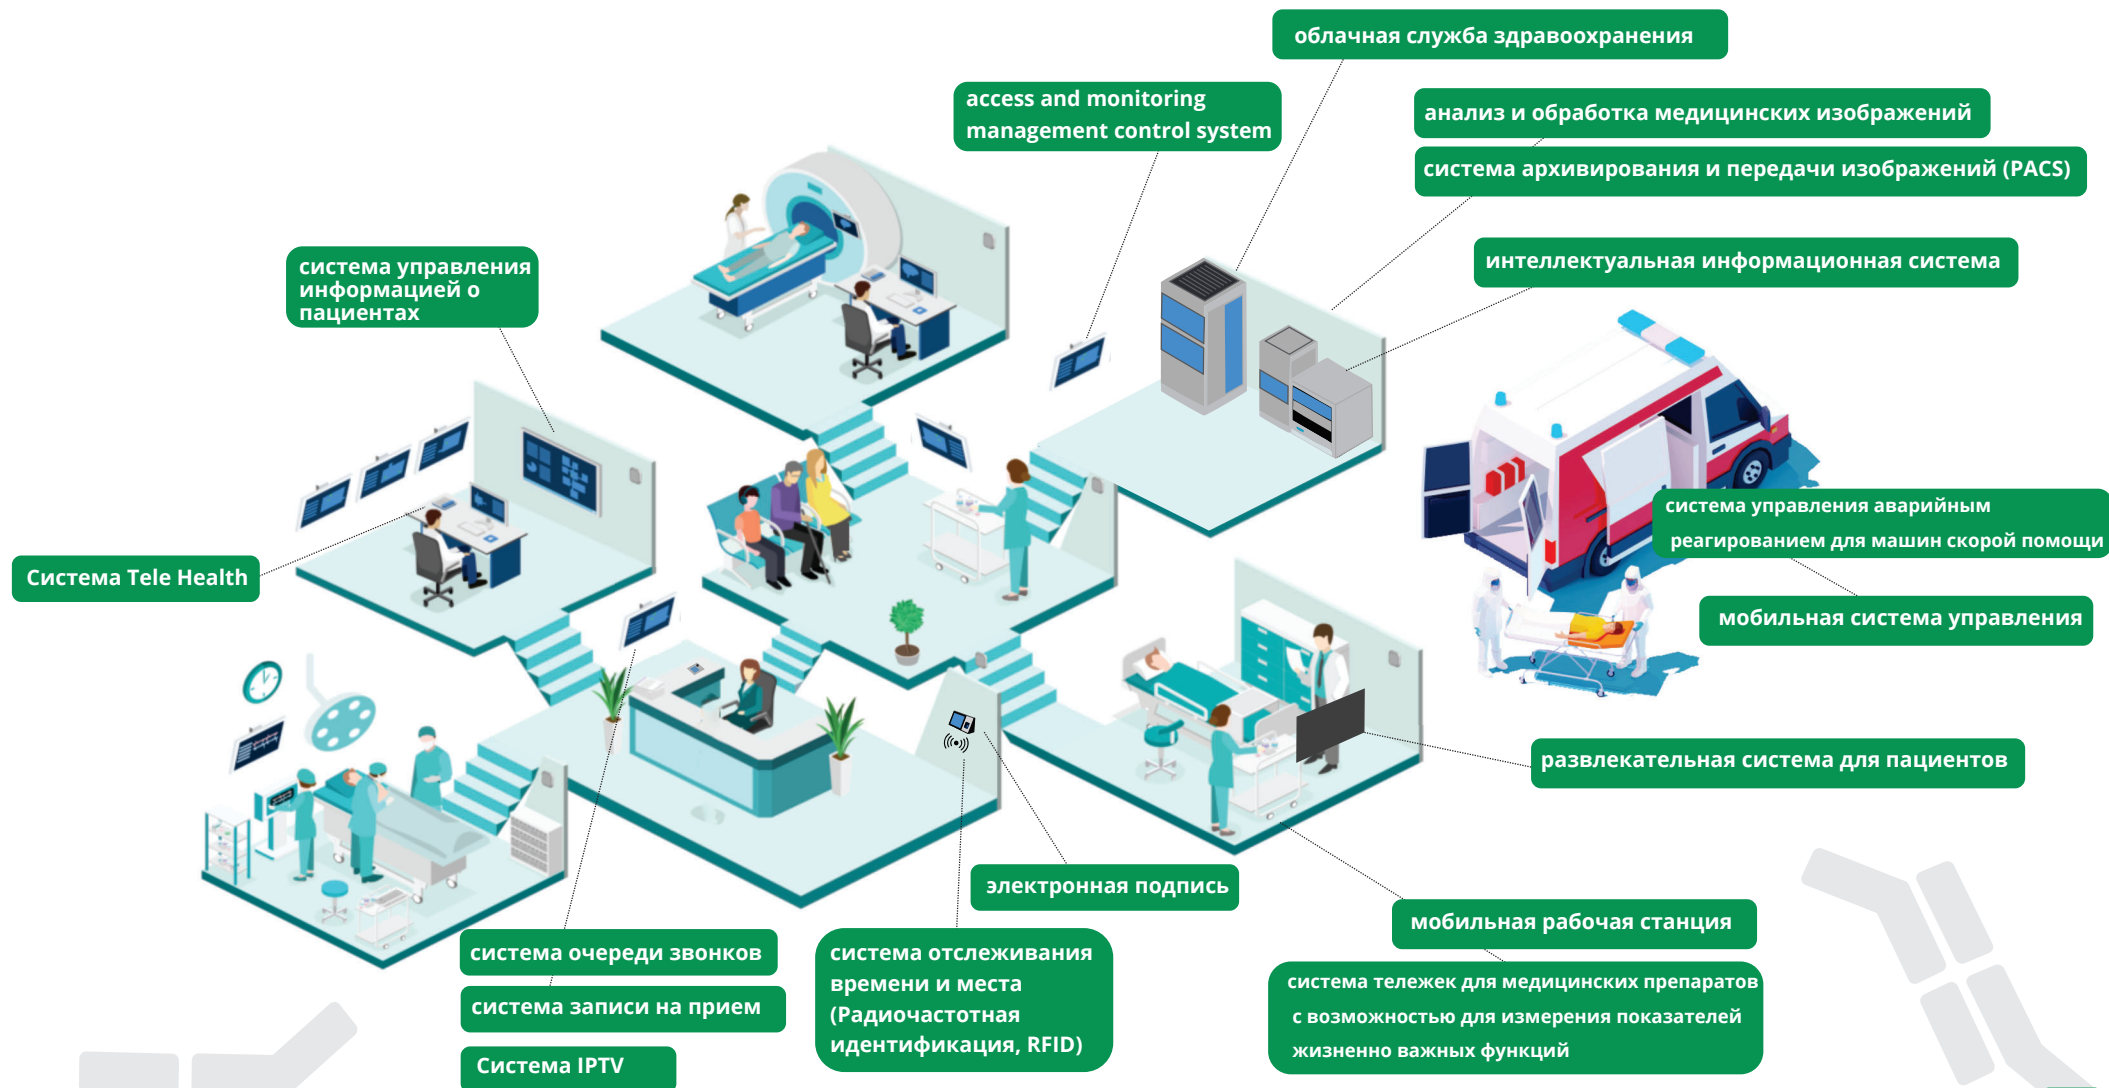 облачная служба здравоохранения
access and monitoring
management control system
анализ и обработка медицинских изображений
система архивирования и передачи изображений (PACS)
интеллектуальная информационная система
система управления
информацией о
пациентах
система управления аварийным
реагированием для машин скорой помощи
Система Tele Health
мобильная система управления
развлекательная система для пациентов
электронная подпись
мобильная рабочая станция
система очереди звонков
система записи на прием
Система IPTV
система отслеживания
времени и места
(Радиочастотная
идентификация, RFID)
система тележек для медицинских препаратов
с возможностью для измерения показателей
жизненно важных функций